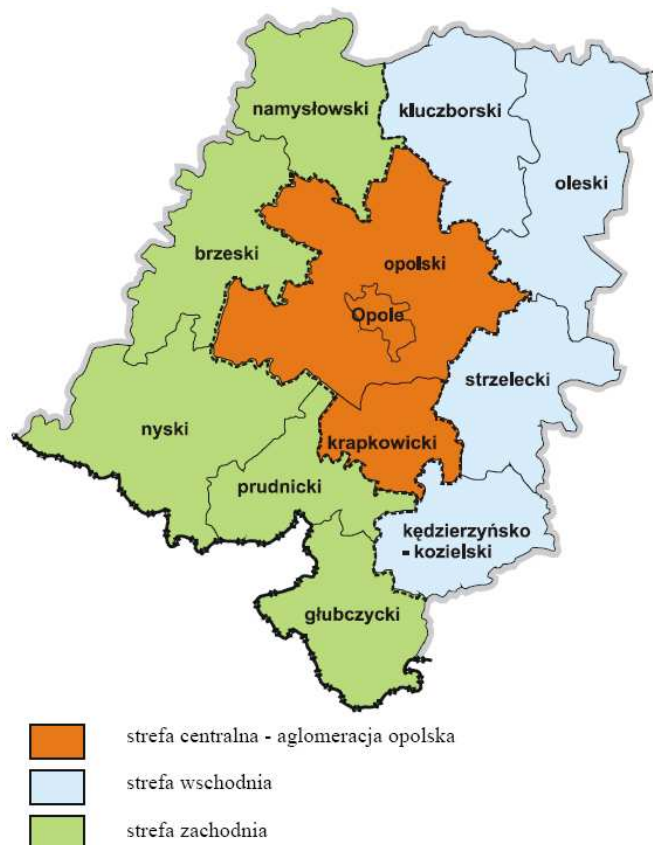 namysłowski
kluczborski
oleski
brzeski
opolski
Opole
strzelecki
nyski
krapkowicki
prudnicki
kędzierzyńsko
- kozielski
głubczycki
strefa centralna - aglomeracja opolska
strefa wschodnia
strefa zachodnia